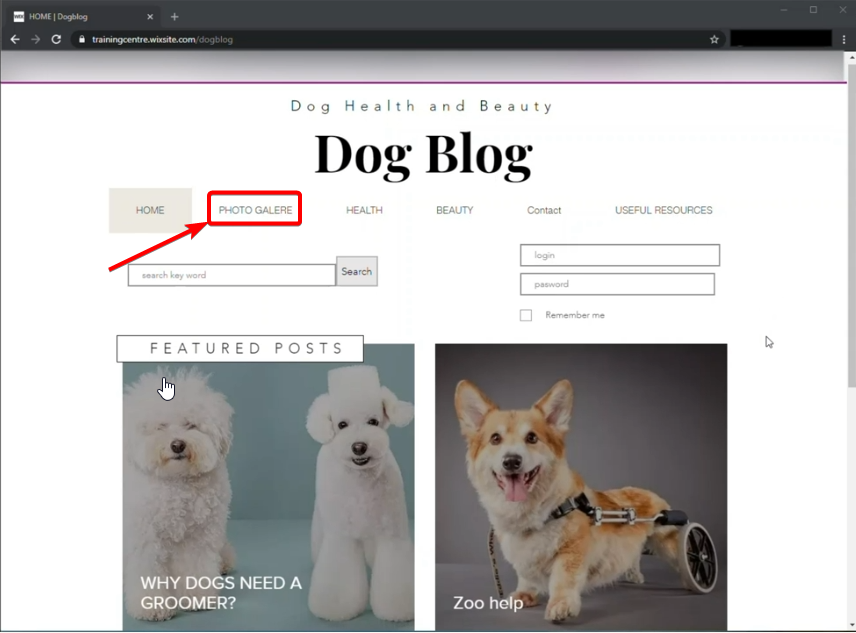 WIX HOME | Dogblog
trainingcentre.wixsite.com/dogblog
Dog Health and Beauty
Dog Blog
HOME PHOTO GALERE HEALTH BEAUTY Contact USEFUL RESOURCES
login
search key word Search
pasword
Remember me
FEATURED POSTS
WHY DOGS NEED A
GROOMER?
Zoo help